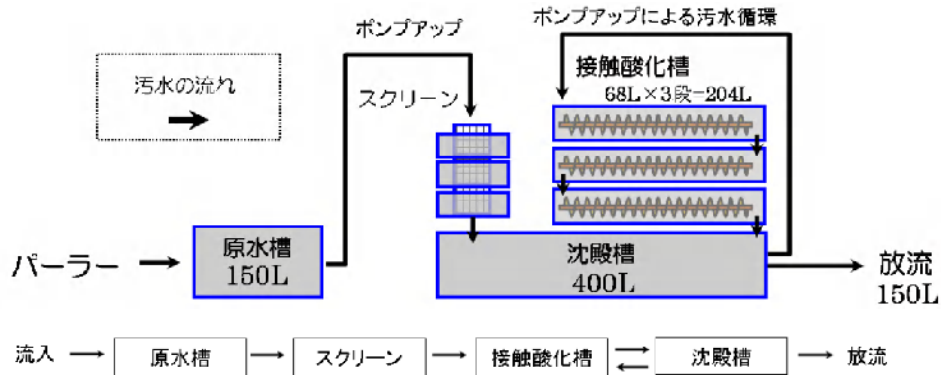 ポンプアップ
ポンプアップによる汚水循環
汚水の流れ
スクリーン
接触酸化槽
68L×3段=204L
パーラー
原水槽
150L
沈殿槽
400L
放流
150L
流入
原水槽
スクリーン
接触酸化槽
沈殿槽
放流